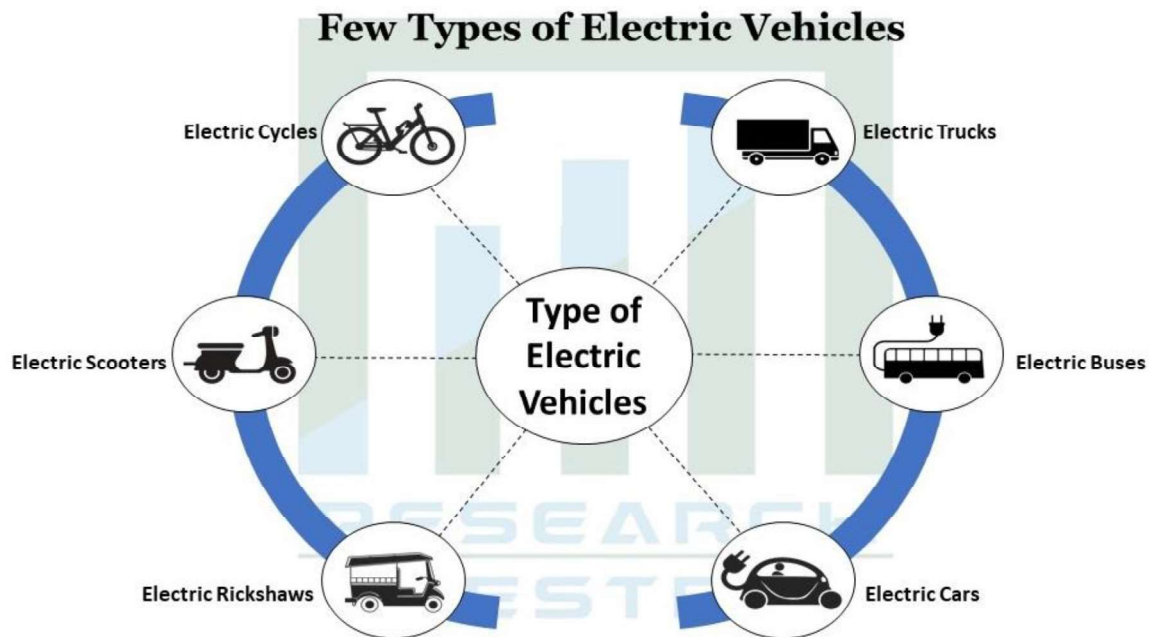 Few Types of Electric Vehicles
Electric Cycles
Electric Trucks
Type of
Electric
Vehicles
Electric Scooters
Electric Buses
Electric Rickshaws
Electric Cars
RESEARCH